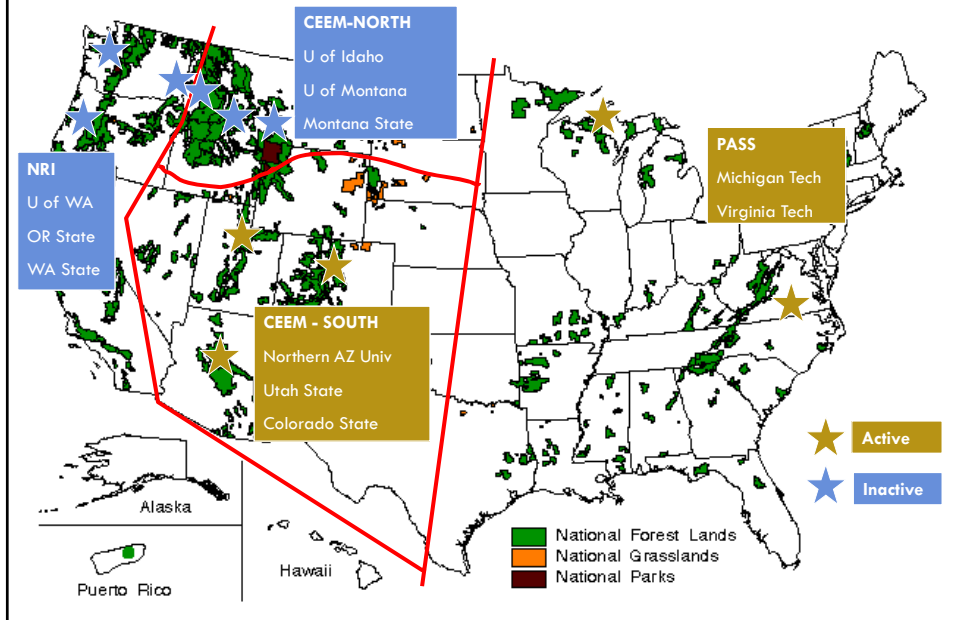 CEEM-NORTH
U of Idaho
U of Montana
Montana State
NRI
U of WA
OR State
WA State
PASS
Michigan Tech
Virginia Tech
CEEM - SOUTH
Northern AZ Univ
Utah State
Colorado State
Active
Inactive
Alaska
Puerto Rico
Hawaii
National Forest Lands
National Grasslands
National Parks